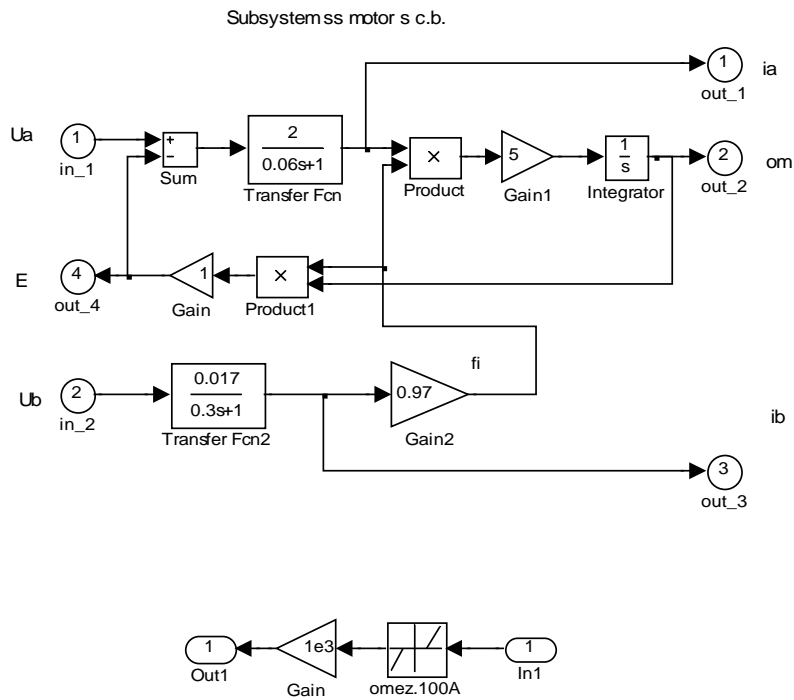 Subsystem ss motor s c.b.
1
out_1
ia
Ua
1
in_1
+
−
Sum
2
0.06s+1
Transfer Fcn
×
Product
5
Gain1
1
s
Integrator
2
out_2
om
E
4
out_4
1
Gain
×
Product1
Ub
2
in_2
0.017
0.3s+1
Transfer Fcn2
0.97
Gain2
fi
ib
3
out_3
1
Out1
1e3
Gain
omez.100A
1
In1